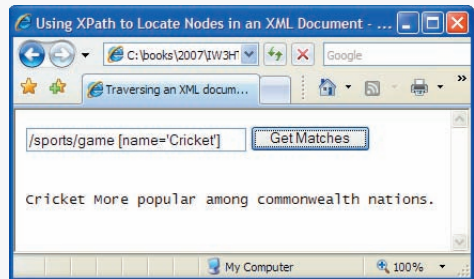 Using XPath to Locate Nodes in an XML Document - ...
C:\books\2007\IW3HT
Google
Traversing an XML docum...
»
/sports/game [name='Cricket']
Get Matches
Cricket More popular among commonwealth nations.
My Computer
100%